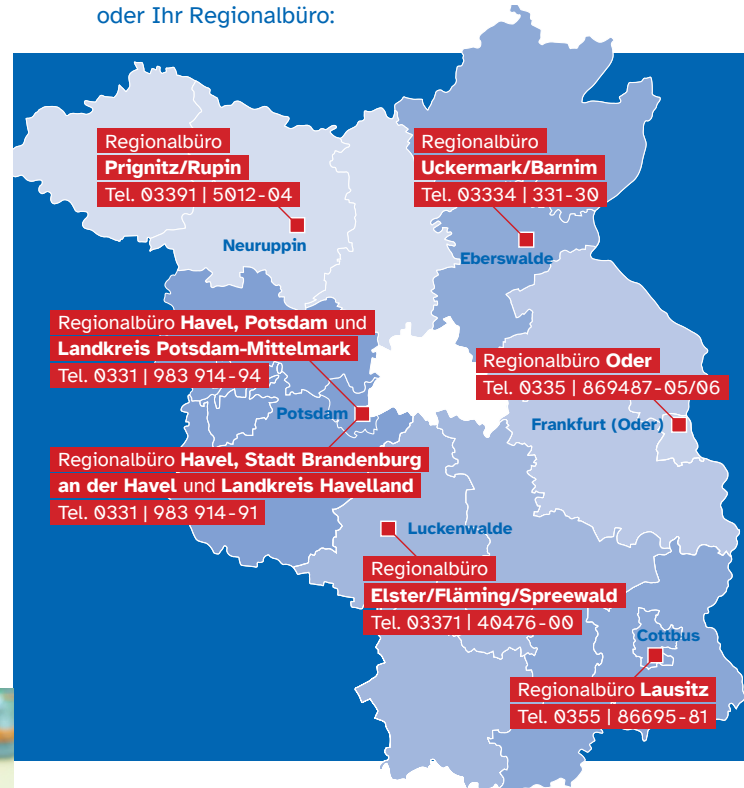 oder Ihr Regionalbüro:
Regionalbüro
Prignitz/Rupin
Tel. 03391 | 5012-04
Neuruppin
Regionalbüro
Uckermark/Barnim
Tel. 03334 | 331-30
Eberswalde
Regionalbüro Havel, Potsdam und
Landkreis Potsdam-Mittelmark
Tel. 0331 | 983 914-94
Potsdam
Regionalbüro Oder
Tel. 0335 | 869487-05/06
Frankfurt (Oder)
Regionalbüro Havel, Stadt Brandenburg
an der Havel und Landkreis Havelland
Tel. 0331 | 983 914-91
Luckenwalde
Regionalbüro
Elster/Fläming/Spreewald
Tel. 03371 | 40476-00
Cottbus
Regionalbüro Lausitz
Tel. 0355 | 86695-81